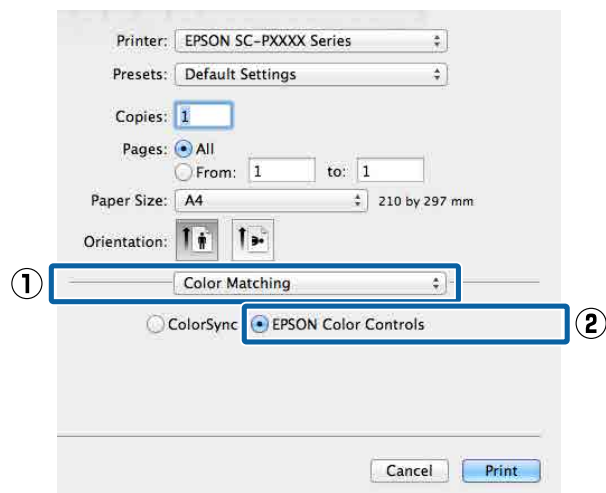 Printer: EPSON SC-PXXXX Series
Presets: Default Settings
Copies: 1
Pages: All
From: 1 to: 1
Paper Size: A4 210 by 297 mm
Orientation:
① Color Matching
ColorSync EPSON Color Controls ②
Cancel Print